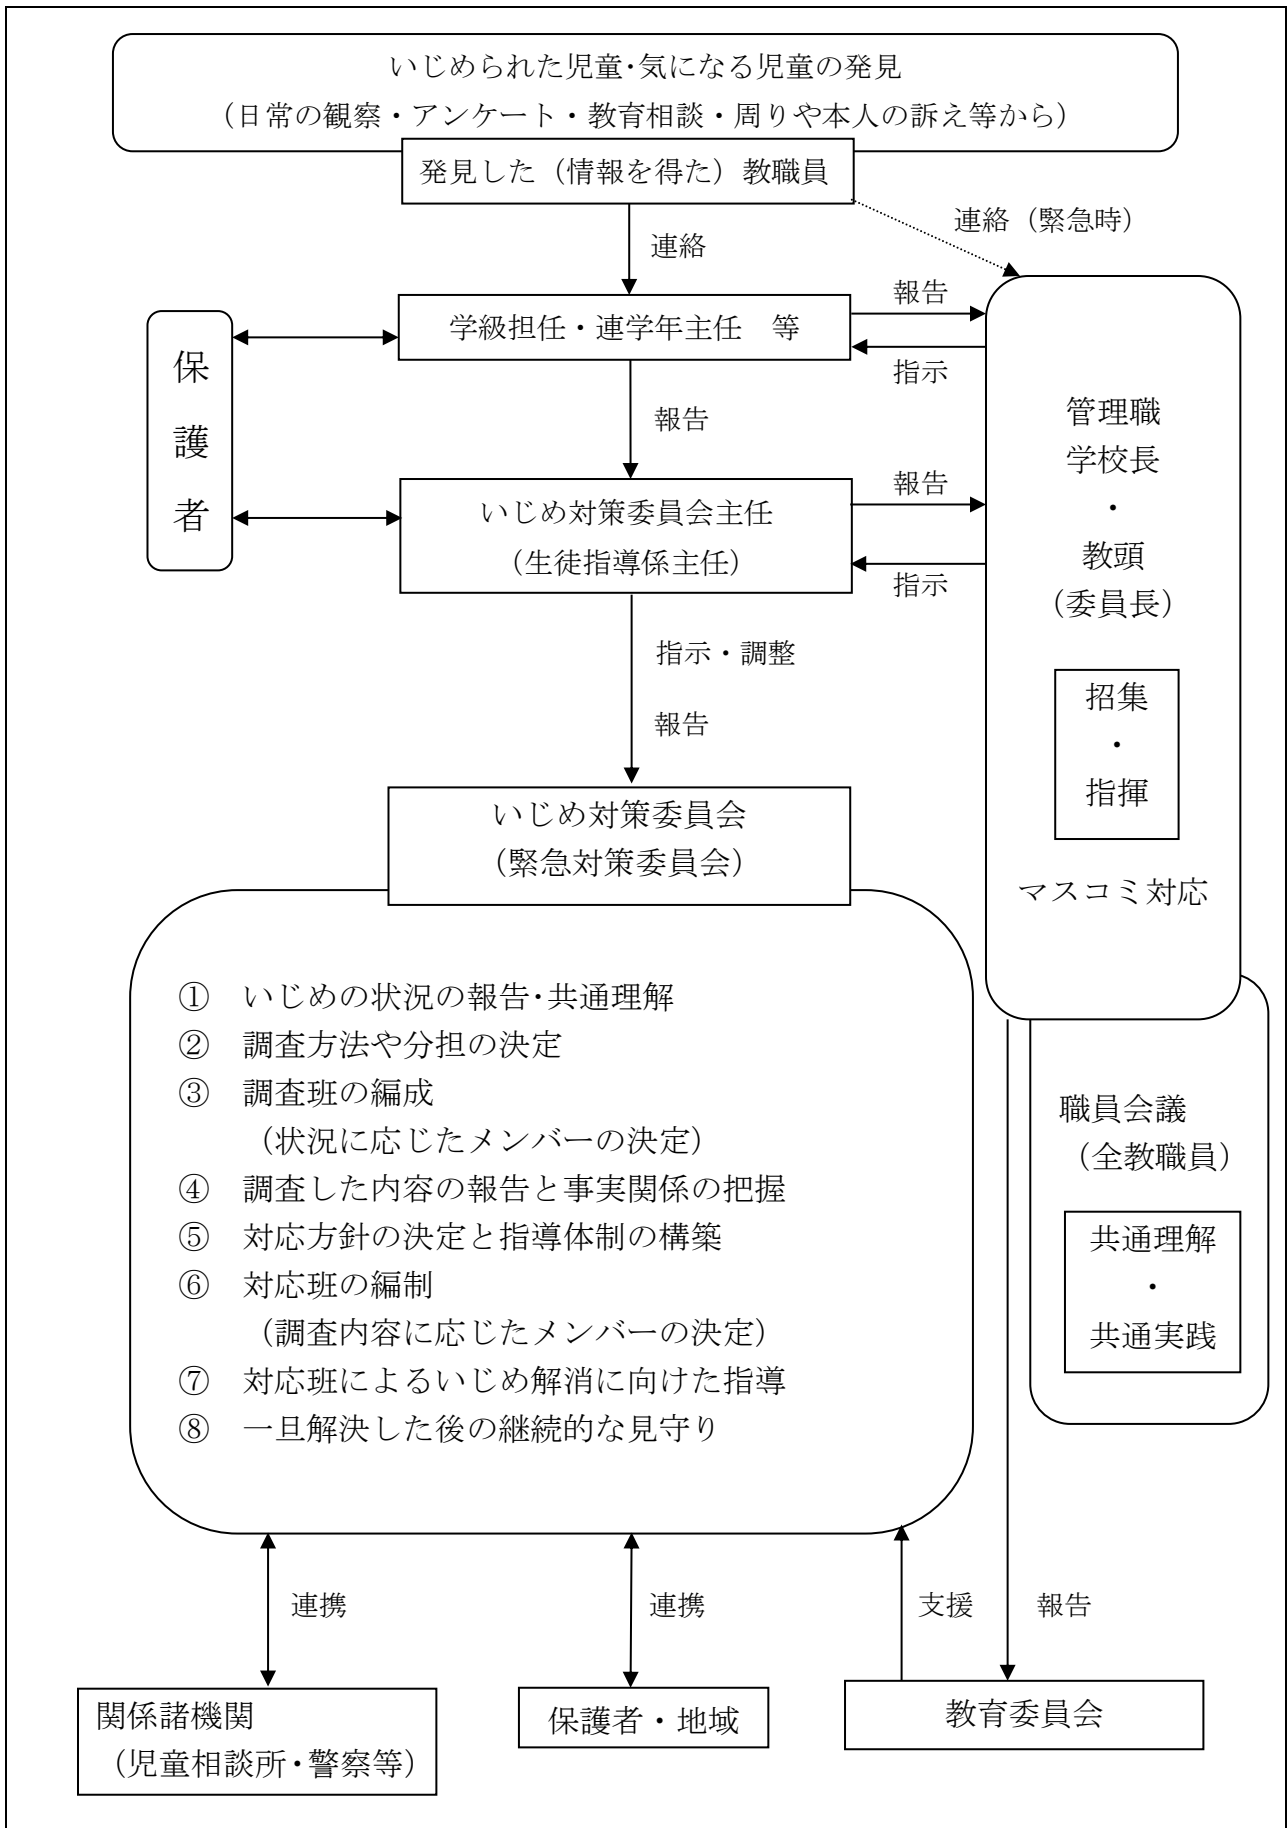 いじめられた児童･気になる児童の発見
（日常の観察・アンケート・教育相談・周りや本人の訴え等から）
発見した（情報を得た）教職員
連絡（緊急時）
連絡
学級担任・連学年主任　等
報告
指示
保護者
報告
管理職
学校長
・
教頭
（委員長）
いじめ対策委員会主任
（生徒指導係主任）
報告
指示
指示・調整
報告
招集
・
指揮
マスコミ対応
いじめ対策委員会
（緊急対策委員会）
①　いじめの状況の報告･共通理解
②　調査方法や分担の決定
③　調査班の編成
（状況に応じたメンバーの決定）
④　調査した内容の報告と事実関係の把握
⑤　対応方針の決定と指導体制の構築
⑥　対応班の編制
（調査内容に応じたメンバーの決定）
⑦　対応班によるいじめ解消に向けた指導
⑧　一旦解決した後の継続的な見守り
職員会議
（全教職員）
共通理解
・
共通実践
連携
連携
支援
報告
関係諸機関
（児童相談所･警察等）
保護者・地域
教育委員会